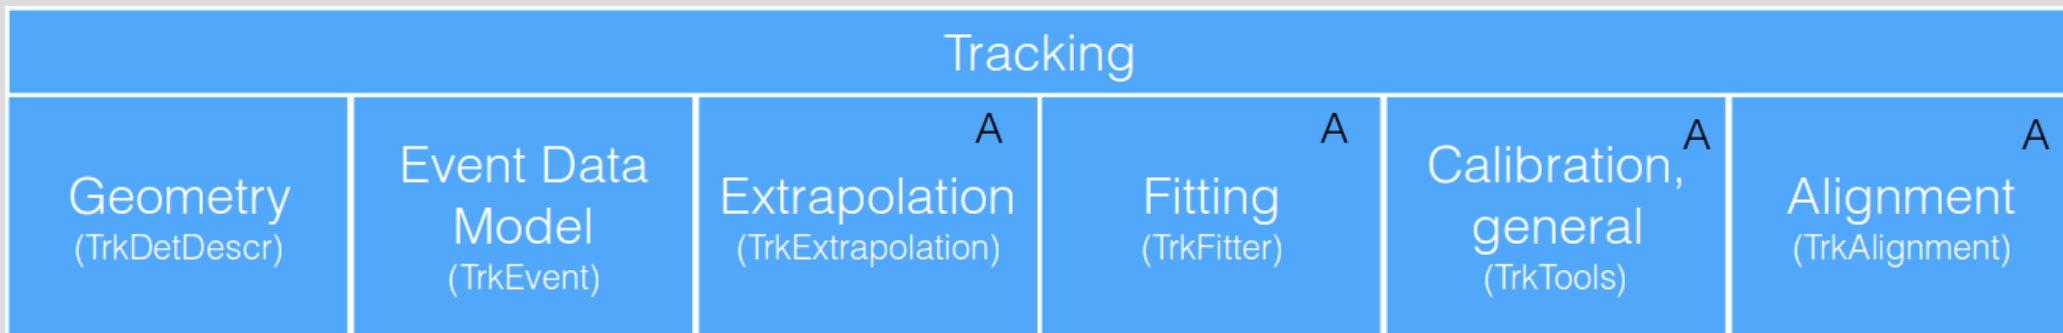 Tracking
Geometry
(TrkDetDescr)
Event Data
Model
(TrkEvent)
A
Extrapolation
(TrkExtrapolation)
A
Fitting
(TrkFitter)
A
Calibration,
general
(TrkTools)
A
Alignment
(TrkAlignment)